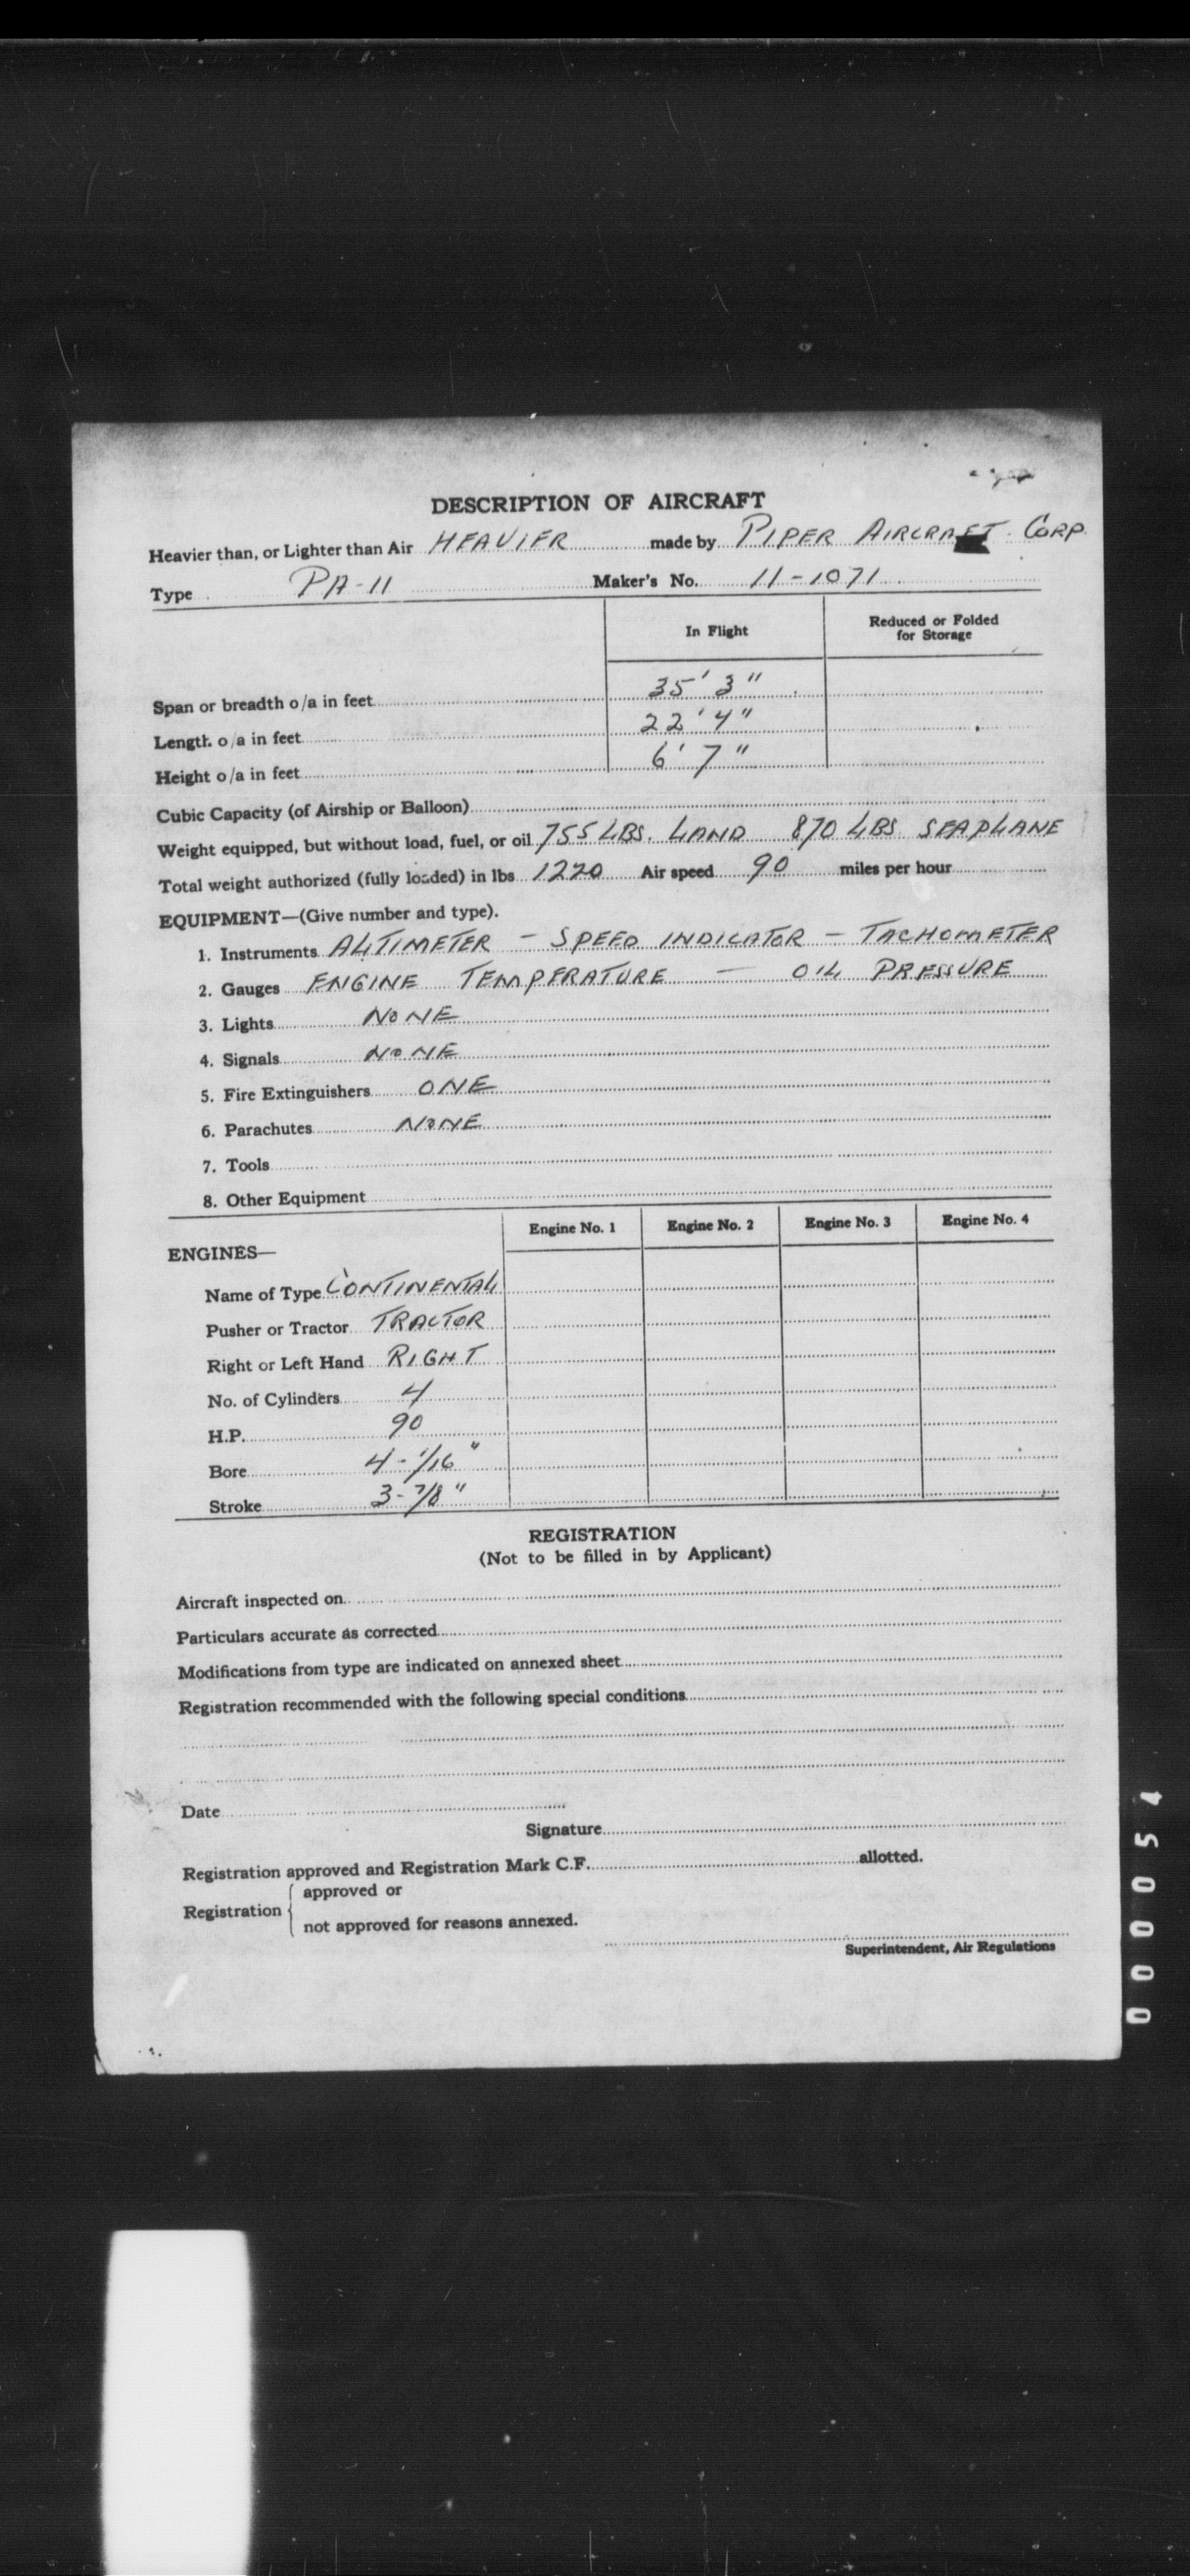 DESCRIPTION OF AIRCRAFT
Heavier than, or Lighter than Air HEAVIER made by PIPER AIRCRAFT CORP.
Type PA-11 Maker's No. 11-1071
In Flight Reduced or Folded for Storage
Span or breadth o/a in feet 35' 3"
Length o/a in feet 22' 4"
Height o/a in feet 6' 7"
Cubic Capacity (of Airship or Balloon)
Weight equipped, but without load, fuel, or oil 755 LBS. LAND 870 LBS SEAPLANE
Total weight authorized (fully loaded) in lbs 1220 Air speed 90 miles per hour
EQUIPMENT—(Give number and type).
1. Instruments ALTIMETER - SPEED INDICATOR - TACHOMETER
2. Gauges ENGINE TEMPERATURE - OIL PRESSURE
3. Lights NONE
4. Signals NONE
5. Fire Extinguishers ONE
6. Parachutes NONE
7. Tools
8. Other Equipment
Engine No. 1 Engine No. 2 Engine No. 3 Engine No. 4
ENGINES—
Name of Type CONTINENTAL
Pusher or Tractor TRACTOR
Right or Left Hand RIGHT
No. of Cylinders 4
H.P. 90
Bore 4-1/16"
Stroke 3-7/8"
REGISTRATION
(Not to be filled in by Applicant)
Aircraft inspected on
Particulars accurate as corrected
Modifications from type are indicated on annexed sheet
Registration recommended with the following special conditions
Date
Signature
Registration approved and Registration Mark C.F. allotted.
Registration { approved or
not approved for reasons annexed.
Superintendent, Air Regulations
000054